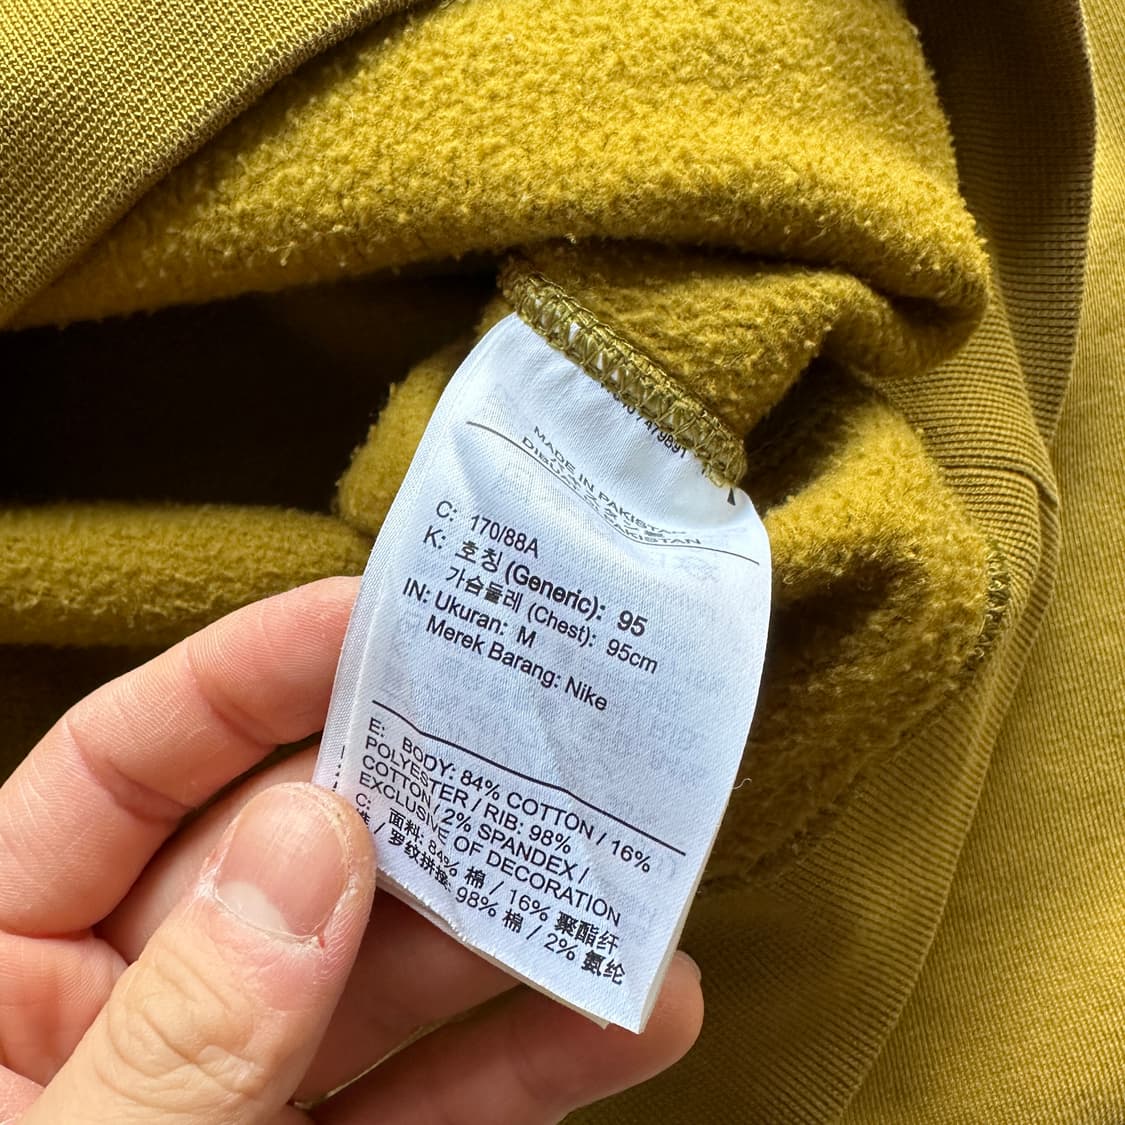 MADE IN PAKISTAN
DIBUAT DI PAKISTAN
C: 170/88A
K: 호칭 (Generic): 95
가슴둘레 (Chest): 95cm
IN: Ukuran: M
Merek Barang: Nike
E: BODY: 84% COTTON / 16%
POLYESTER / RIB: 98%
COTTON / 2% SPANDEX /
EXCLUSIVE OF DECORATION
C: 面料: 84% 棉 / 16% 聚酯纤
维 / 罗纹拼接: 98% 棉 / 2% 氨纶